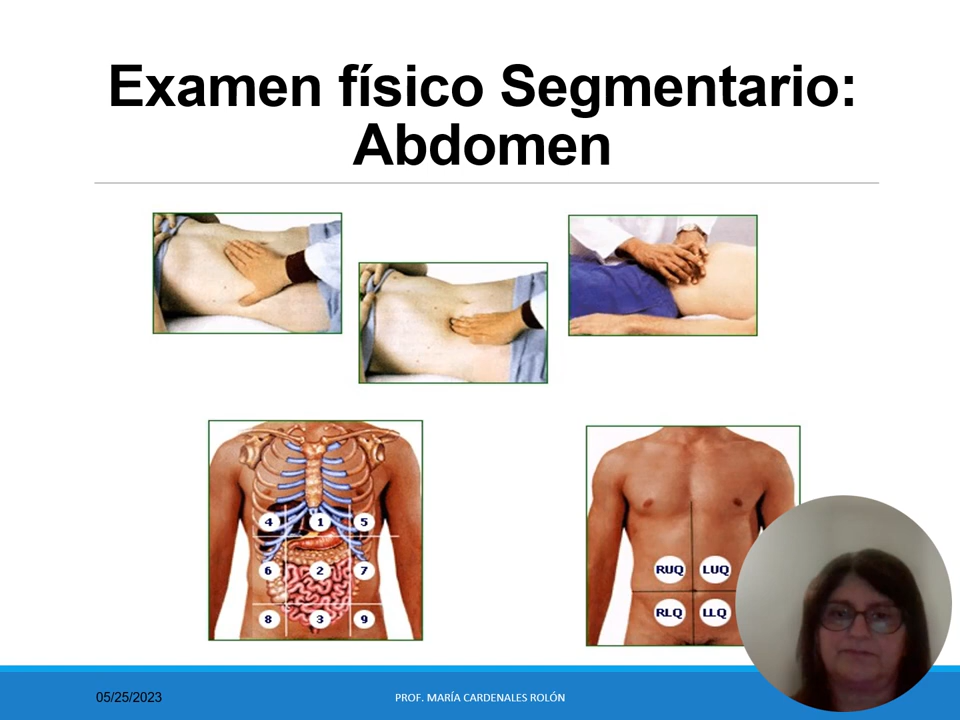 Examen físico Segmentario:
Abdomen
4 1 5
6 2 7
8 3 9
RUQ LUQ
RLQ LLQ
05/25/2023
PROF. MARÍA CARDENALES ROLÓN